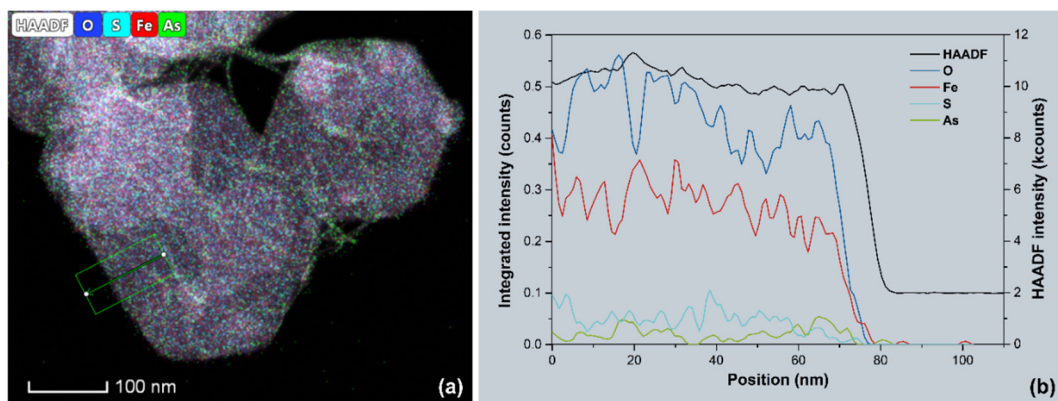 HAADF O S Fe As
100 nm
(a)
Integrated intensity (counts)
0.6
0.5
0.4
0.3
0.2
0.1
0.0
HAADF
O
Fe
S
As
12
10
8
6
4
2
0
HAADF intensity (kcounts)
0 20 40 60 80 100
Position (nm)
(b)